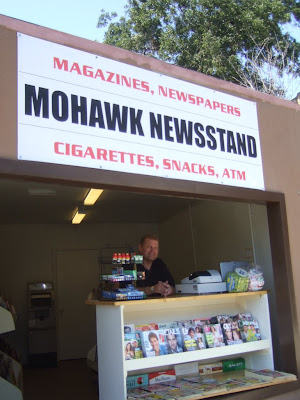 MAGAZINES, NEWSPAPERS
MOHAWK NEWSSTAND
CIGARETTES, SNACKS, ATM